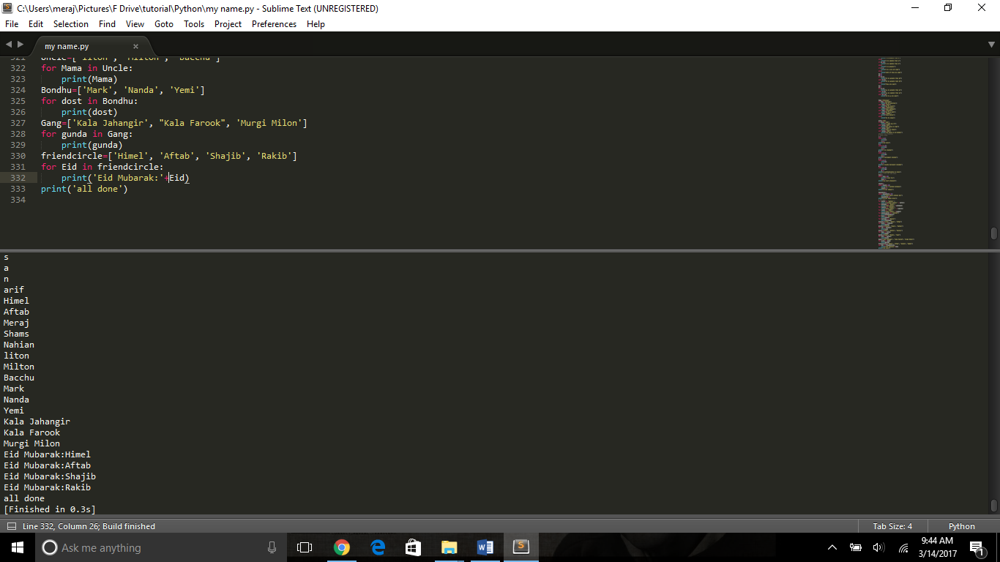 C:\Users\meraj\Pictures\F Drive\tutorial\Python\my name.py - Sublime Text (UNREGISTERED)
File Edit Selection Find View Goto Tools Project Preferences Help
my name.py
321 Uncle=['liton', 'Milton', 'Bacchu']
322 for Mama in Uncle:
323     print(Mama)
324 Bondhu=['Mark', 'Nanda', 'Yemi']
325 for dost in Bondhu:
326     print(dost)
327 Gang=['Kala Jahangir', "Kala Farook", 'Murgi Milon']
328 for gunda in Gang:
329     print(gunda)
330 friendcircle=['Himel', 'Aftab', 'Shajib', 'Rakib']
331 for Eid in friendcircle:
332     print('Eid Mubarak:'+Eid)
333 print('all done')
334
s
a
n
arif
Himel
Aftab
Meraj
Shams
Nahian
liton
Milton
Bacchu
Mark
Nanda
Yemi
Kala Jahangir
Kala Farook
Murgi Milon
Eid Mubarak:Himel
Eid Mubarak:Aftab
Eid Mubarak:Shajib
Eid Mubarak:Rakib
all done
[Finished in 0.3s]
Line 332, Column 26; Build finished Tab Size: 4 Python
Ask me anything
9:44 AM
3/14/2017
1